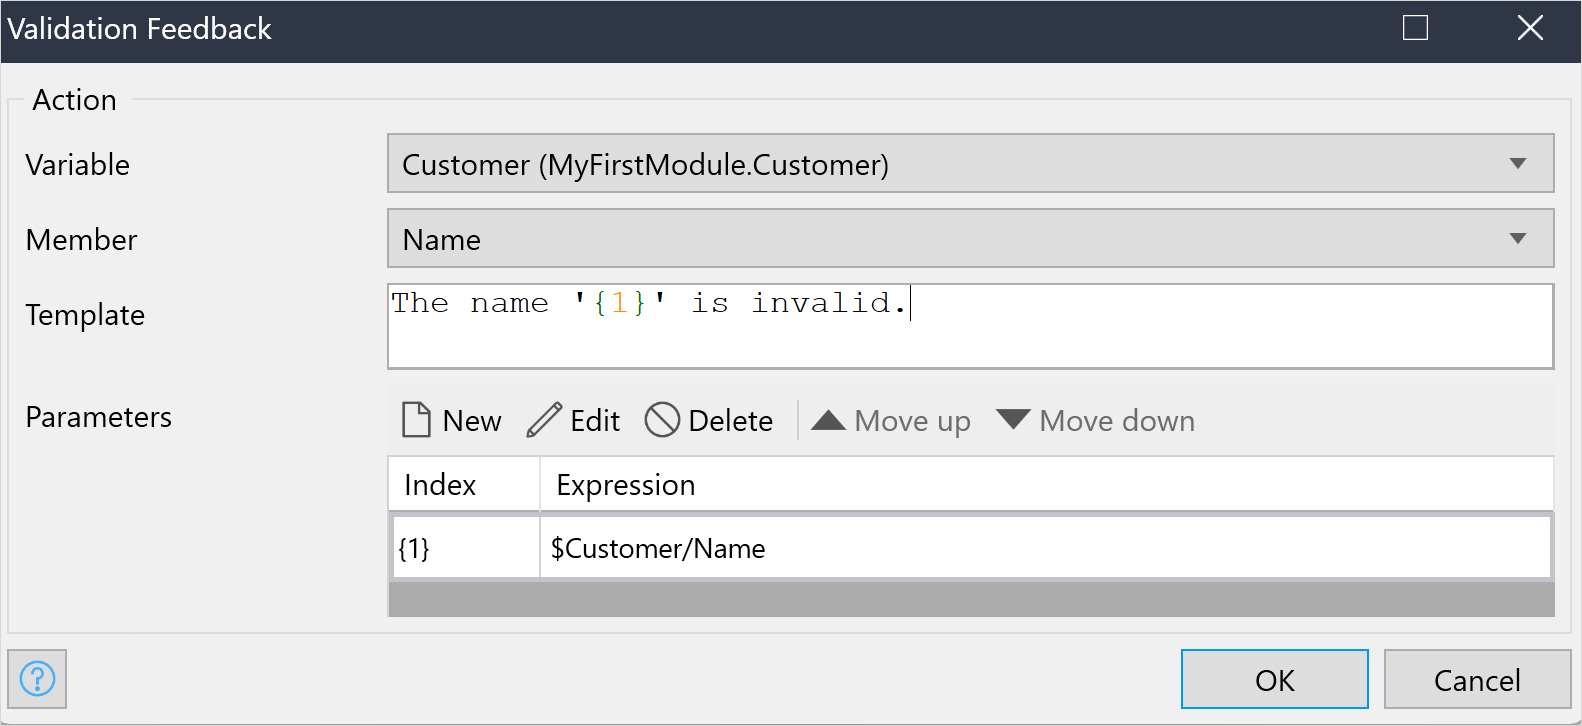 Validation Feedback
Action
Variable
Customer (MyFirstModule.Customer)
Member
Name
Template
The name '{1}' is invalid.
Parameters
New Edit Delete Move up Move down
Index Expression
{1} $Customer/Name
?
OK Cancel